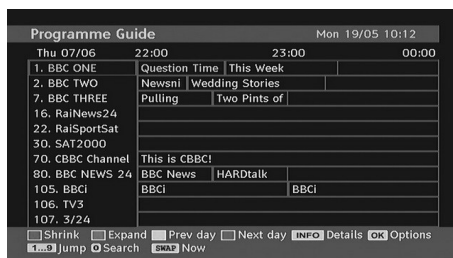 Programme Guide Mon 19/05 10:12
Thu 07/06 22:00 23:00 00:00
1. BBC ONE Question Time This Week
2. BBC TWO Newsni Wedding Stories
7. BBC THREE Pulling Two Pints of
16. RaiNews24
22. RaiSportSat
30. SAT2000
70. CBBC Channel This is CBBC!
80. BBC NEWS 24 BBC News HARDtalk
105. BBCi BBCi BBCi
106. TV3
107. 3/24
Shrink Expand Prev day Next day INFO Details OK Options
1...9 Jump 0 Search SWAP Now